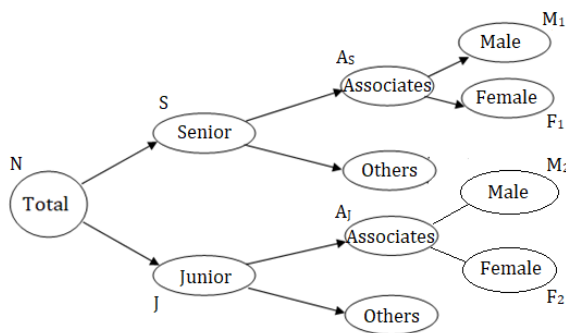 M₁
Male
Aₛ
Associates
Female
F₁
S
Senior
Others
N
Total
M₂
Male
Aⱼ
Associates
Female
F₂
Junior
J
Others